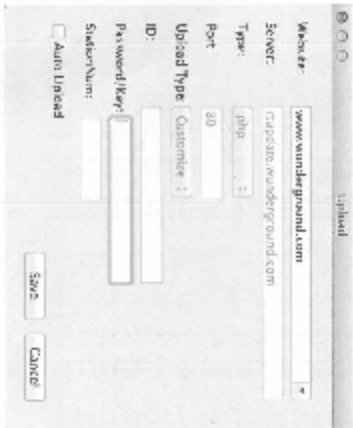 Upload
Website: www.wunderground.com
Server: rtupdate.wunderground.com
Type: php
Port 80
Upload Type: Customize
ID:
Password/Key:
StationNum:
Auto Upload
Save Cancel